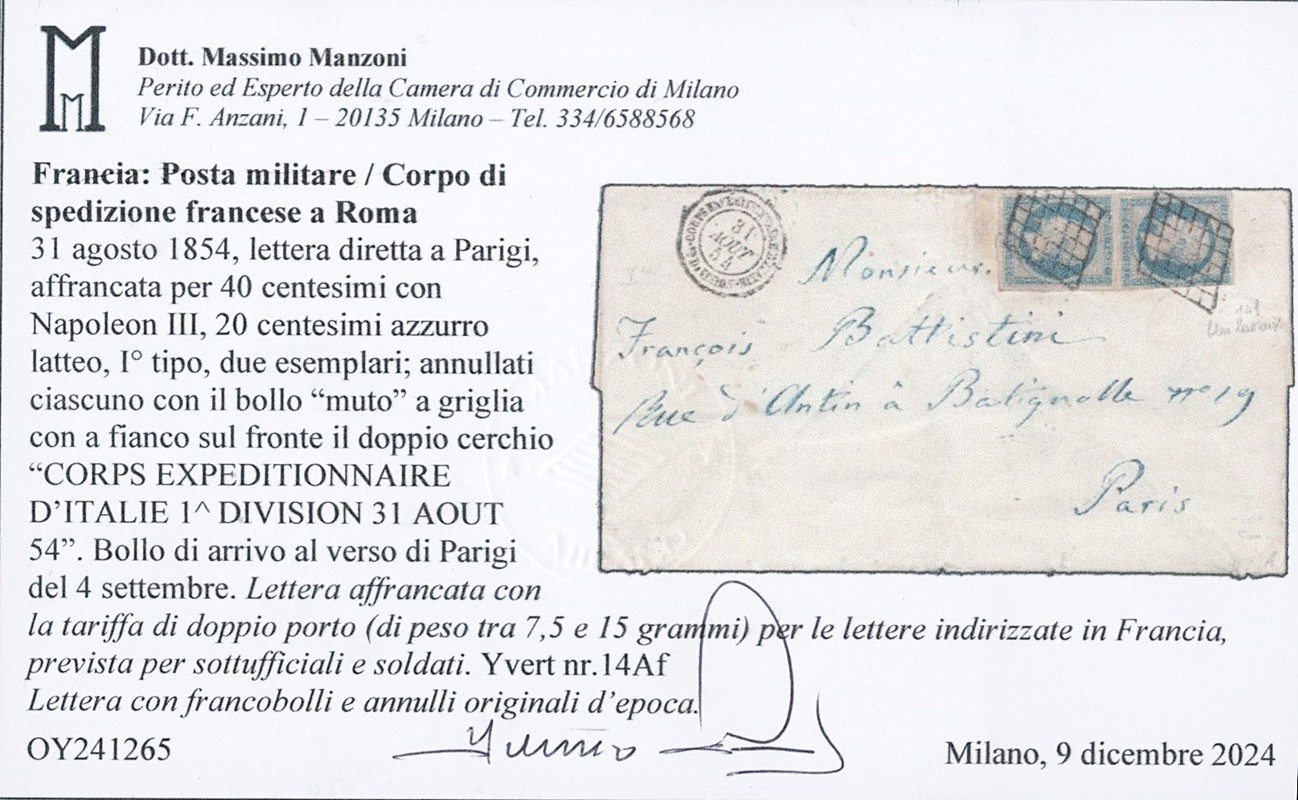 Dott. Massimo Manzoni
Perito ed Esperto della Camera di Commercio di Milano
Via F. Anzani, 1 – 20135 Milano – Tel. 334/6588568
Francia: Posta militare / Corpo di
spedizione francese a Roma
31 agosto 1854, lettera diretta a Parigi,
affrancata per 40 centesimi con
Napoleon III, 20 centesimi azzurro
latteo, I° tipo, due esemplari; annullati
ciascuno con il bollo “muto” a griglia
con a fianco sul fronte il doppio cerchio
“CORPS EXPEDITIONNAIRE
D’ITALIE 1^ DIVISION 31 AOUT
54”. Bollo di arrivo al verso di Parigi
del 4 settembre. Lettera affrancata con
la tariffa di doppio porto (di peso tra 7,5 e 15 grammi) per le lettere indirizzate in Francia,
prevista per sottufficiali e soldati. Yvert nr.14Af
Lettera con francobolli e annulli originali d’epoca.
OY241265
Milano, 9 dicembre 2024
31
AOUT
54
Monsieur.
François Battistini
Rue d'Antin à Batignolle n° 19
Paris